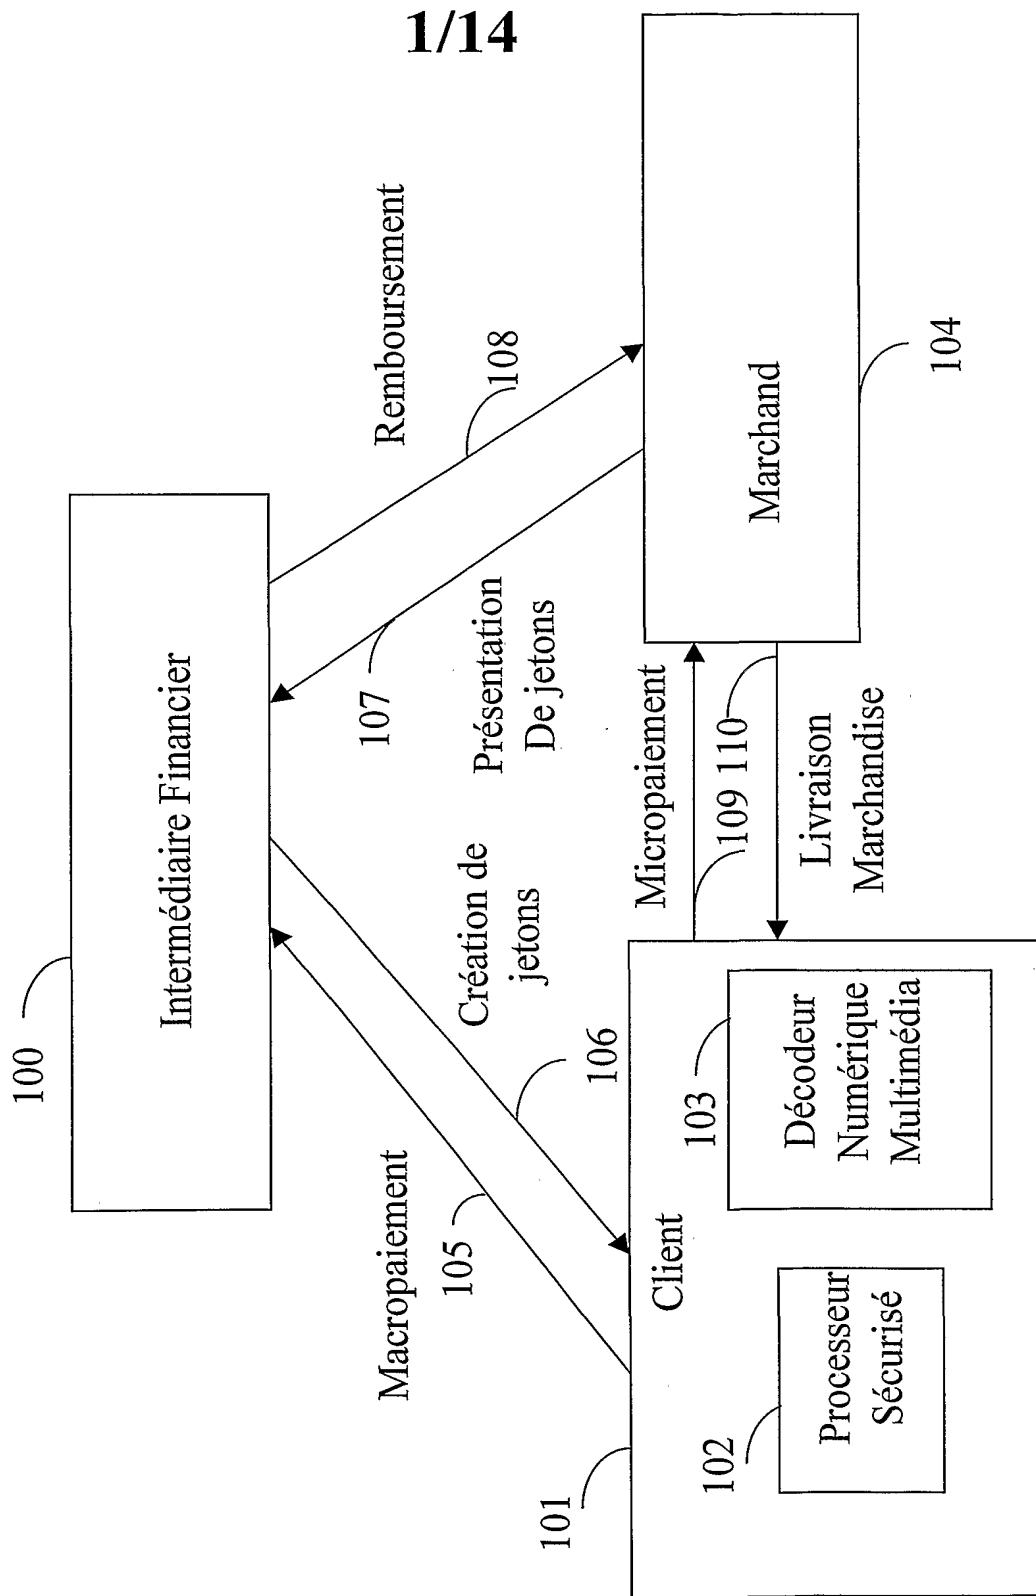 1/14
100
Intermédiaire Financier
Macropaiement
105
Création de
jetons
106
107
Présentation
De jetons
Remboursement
108
101
Client
102
Processeur
Sécurisé
103
Décodeur
Numérique
Multimédia
Micropaiement
109 110
Livraison
Marchandise
Marchand
104